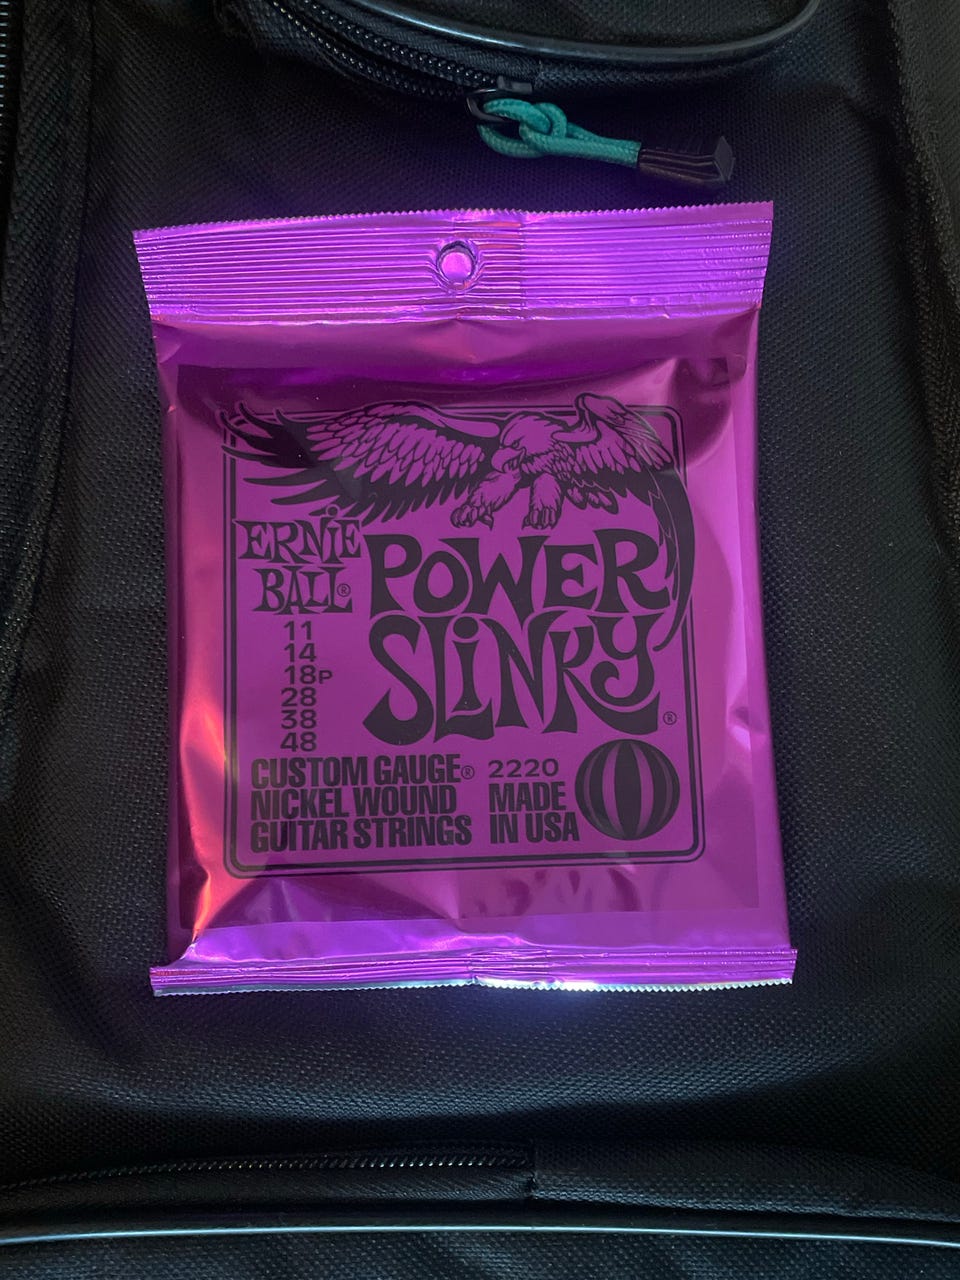 ERNiE
BALL®
POWER
SLiNKY®
11
14
18P
28
38
48
CUSTOM GAUGE®
NICKEL WOUND
GUITAR STRINGS
2220
MADE
IN USA